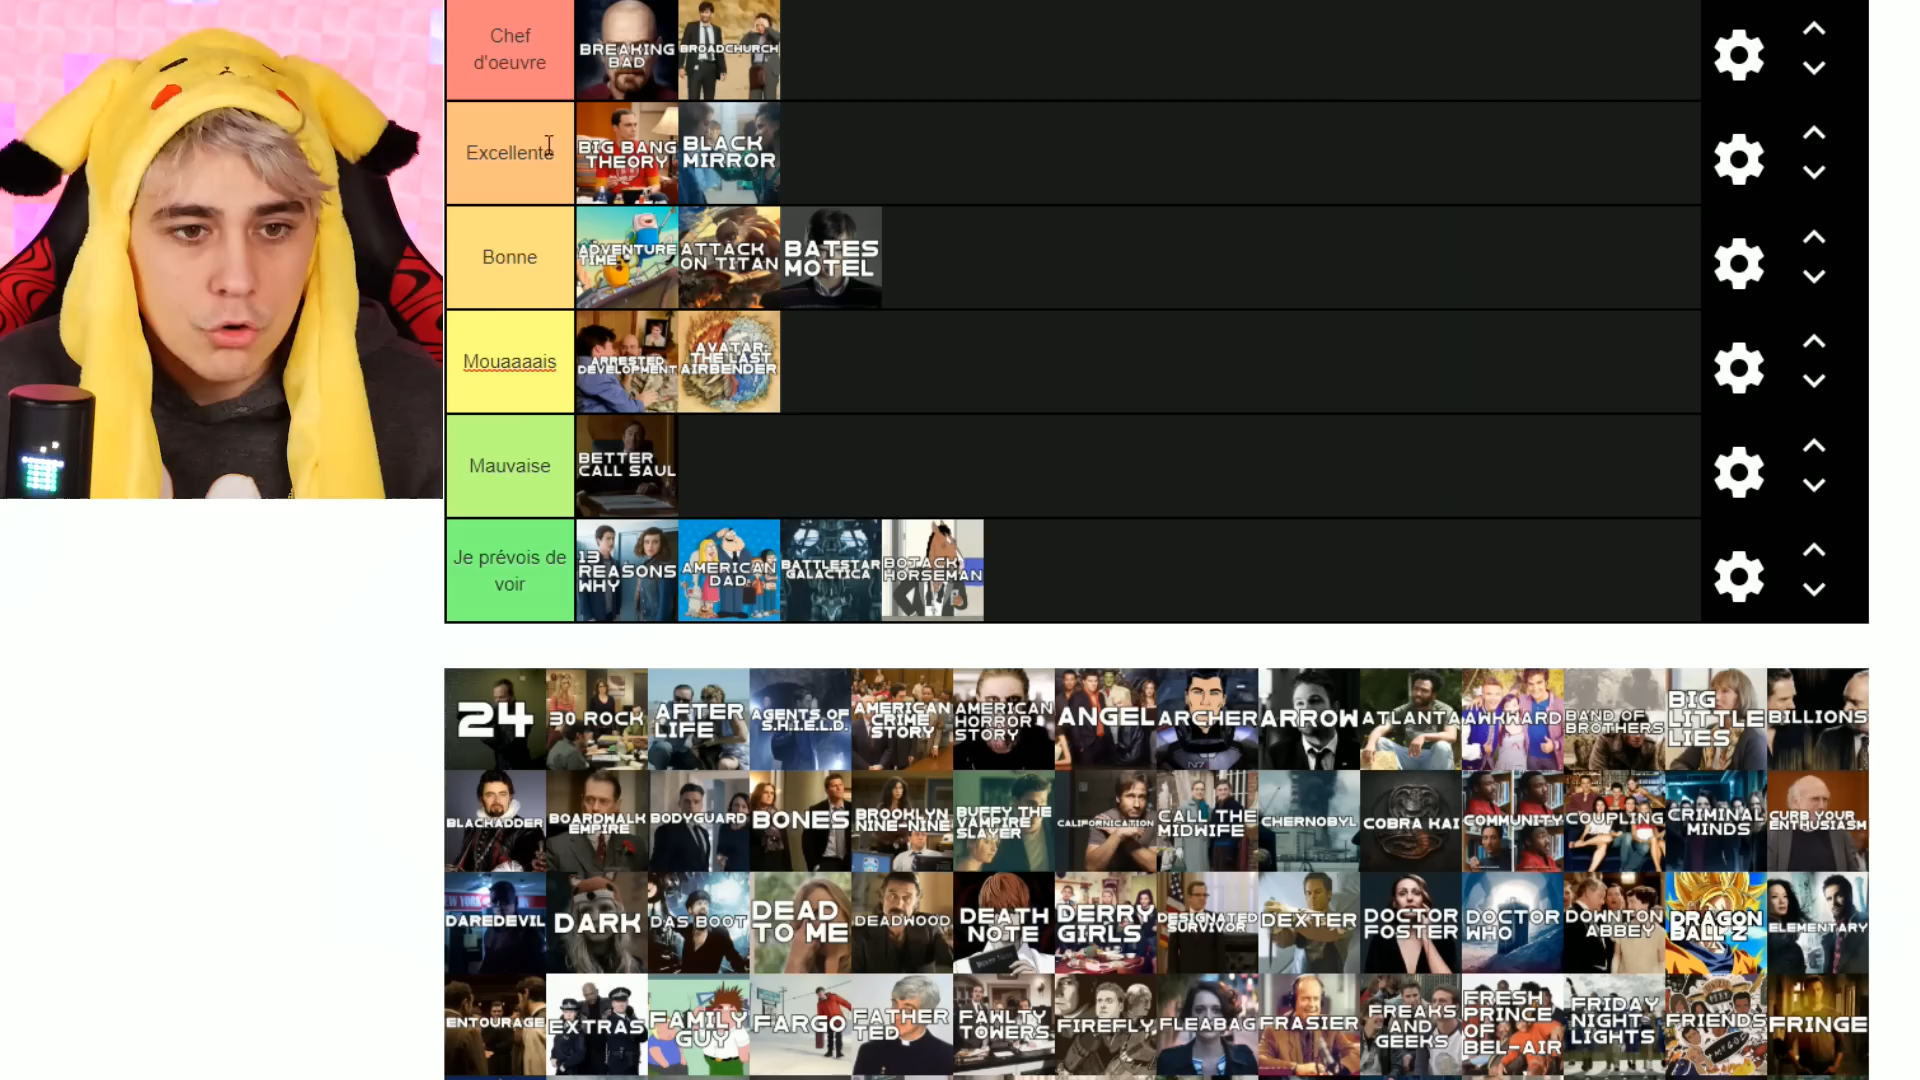 Chef
d'oeuvre
BREAKING
BAD
BROADCHURCH
Excellente
BIG BANG
THEORY
BLACK
MIRROR
Bonne
ADVENTURE
TIME
ATTACK
ON TITAN
BATES
MOTEL
Mouaaaais
ARRESTED
DEVELOPMENT
AVATAR:
THE LAST
AIRBENDER
Mauvaise
BETTER
CALL SAUL
Je prévois de
voir
13
REASONS
WHY
AMERICAN
DAD
BATTLESTAR
GALACTICA
BOJACK
HORSEMAN
24
30 ROCK
AFTER
LIFE
AGENTS OF
S.H.I.E.L.D.
AMERICAN
CRIME
STORY
AMERICAN
HORROR
STORY
ANGEL
ARCHER
N7
ARROW
ATLANTA
AWKWARD
BAND OF
BROTHERS
BIG
LITTLE
LIES
BILLIONS
BLACKADDER
BOARDWALK
EMPIRE
BODYGUARD
BONES
BROOKLYN
NINE-NINE
BUFFY THE
VAMPIRE
SLAYER
CALIFORNICATION
CALL THE
MIDWIFE
CHERNOBYL
COBRA KAI
COMMUNITY
COUPLING
CRIMINAL
MINDS
CURB YOUR
ENTHUSIASM
DAREDEVIL
DARK
DAS BOOT
DEAD
TO ME
DEADWOOD
DEATH
NOTE
DERRY
GIRLS
DESIGNATED
SURVIVOR
DEXTER
DOCTOR
FOSTER
DOCTOR
WHO
DOWNTON
ABBEY
DRAGON
BALL Z
ELEMENTARY
ENTOURAGE
EXTRAS
FAMILY
GUY
FARGO
FATHER
TED
FAWLTY
TOWERS
FIREFLY
FLEABAG
FRASIER
FREAKS
AND
GEEKS
FRESH
PRINCE
OF
BEL-AIR
FRIDAY
NIGHT
LIGHTS
FRIENDS
FRINGE